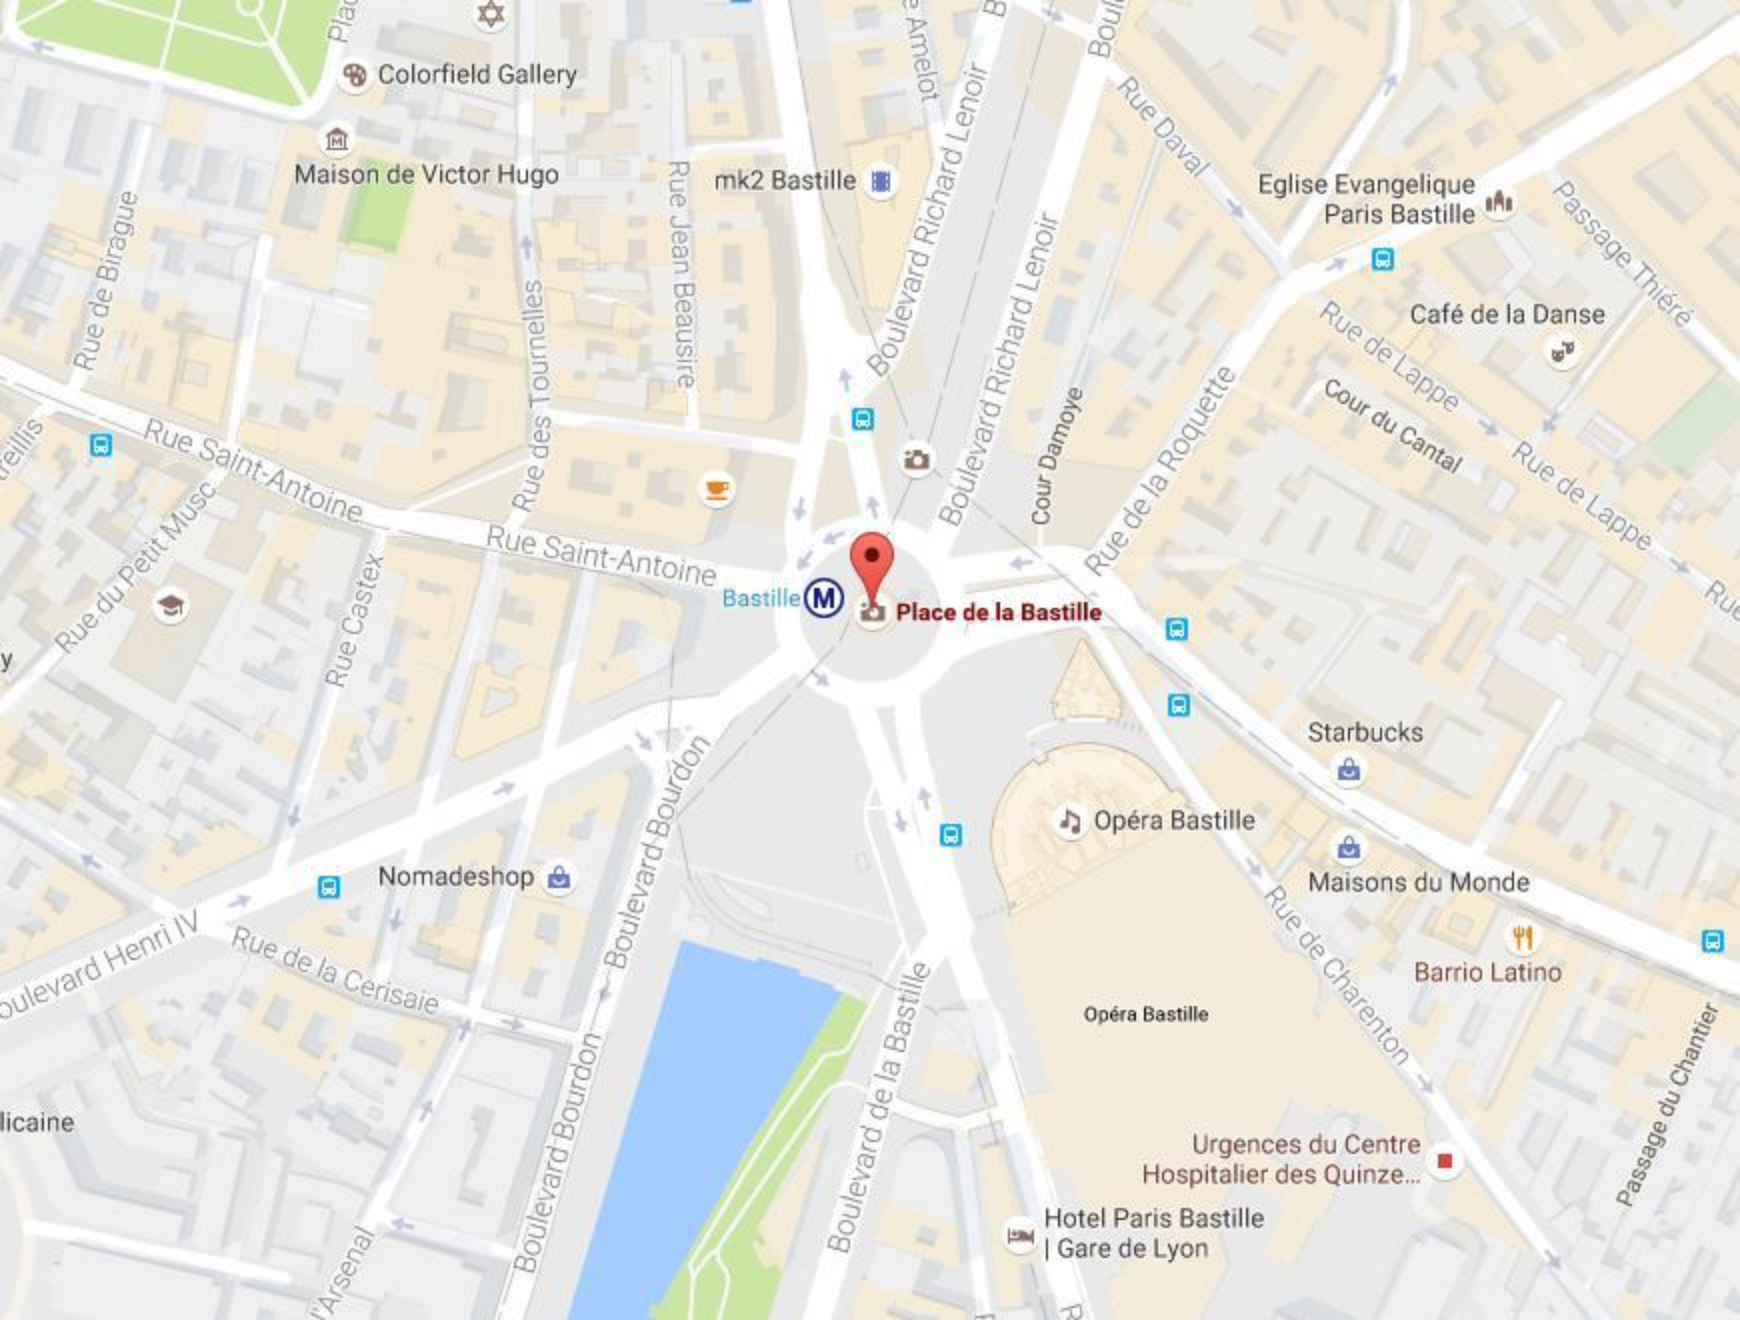 Colorfield Gallery
Maison de Victor Hugo
Rue de Birague
Rue des Tournelles
Rue Jean Beausire
mk2 Bastille
Amelot
Boulevard Richard Lenoir
Boulevard Richard Lenoir
Rue Daval
Eglise Evangelique
Paris Bastille
Passage Thiéré
Café de la Danse
Rue de Lappe
Cour du Cantal
Rue de Lappe
Rue de la Roquette
Cour Damoye
Rue Saint-Antoine
Rue Saint-Antoine
Rue du Petit Musc
Rue Castex
Bastille M
Place de la Bastille
Starbucks
Opéra Bastille
Maisons du Monde
Barrio Latino
Nomadeshop
Boulevard Bourdon
oulevard Henri IV
Rue de la Cerisaie
Rue de Charenton
Opéra Bastille
Boulevard de la Bastille
Boulevard Bourdon
licaine
l'Arsenal
Passage du Chantier
Urgences du Centre
Hospitalier des Quinze...
Hotel Paris Bastille
| Gare de Lyon